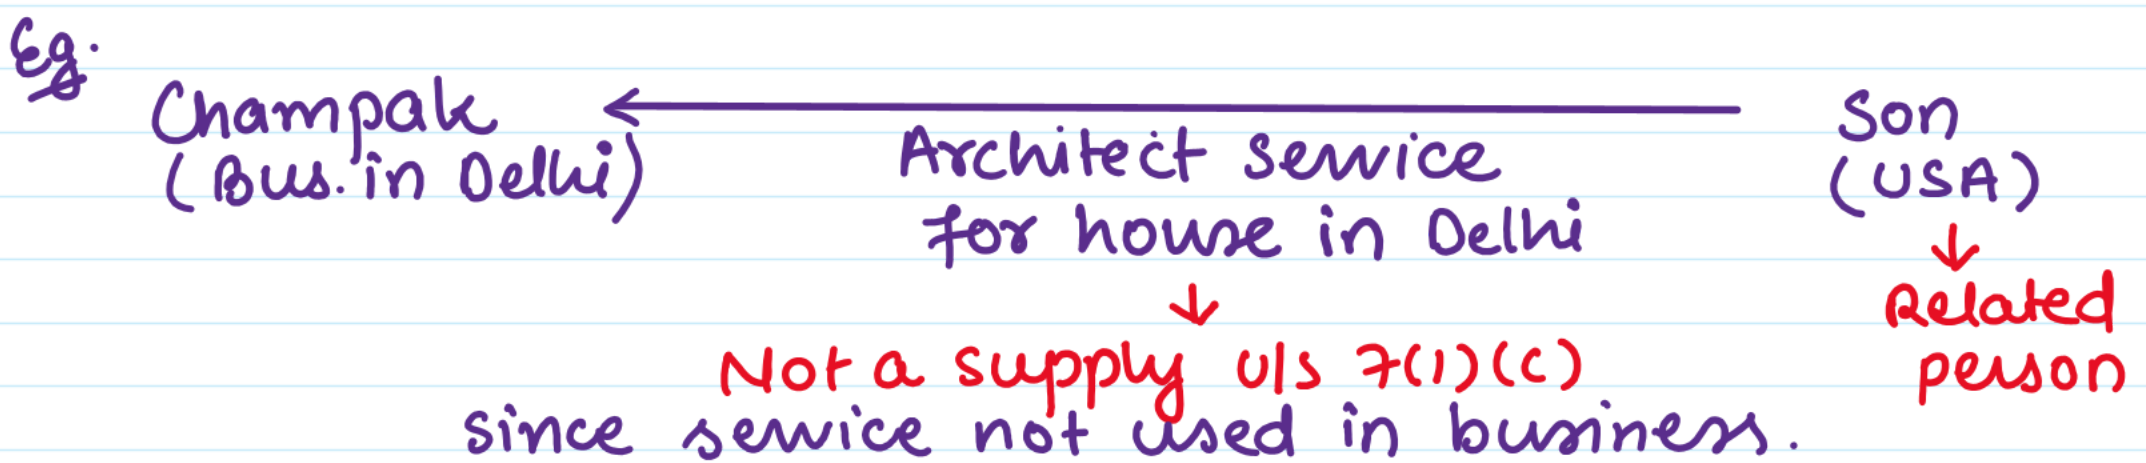 Eg.
Champak
(Bus. in Delhi)
Architect Service
for house in Delhi
Son
(USA)
Related
person
Not a supply u/s 7(1)(c)
since service not used in business.